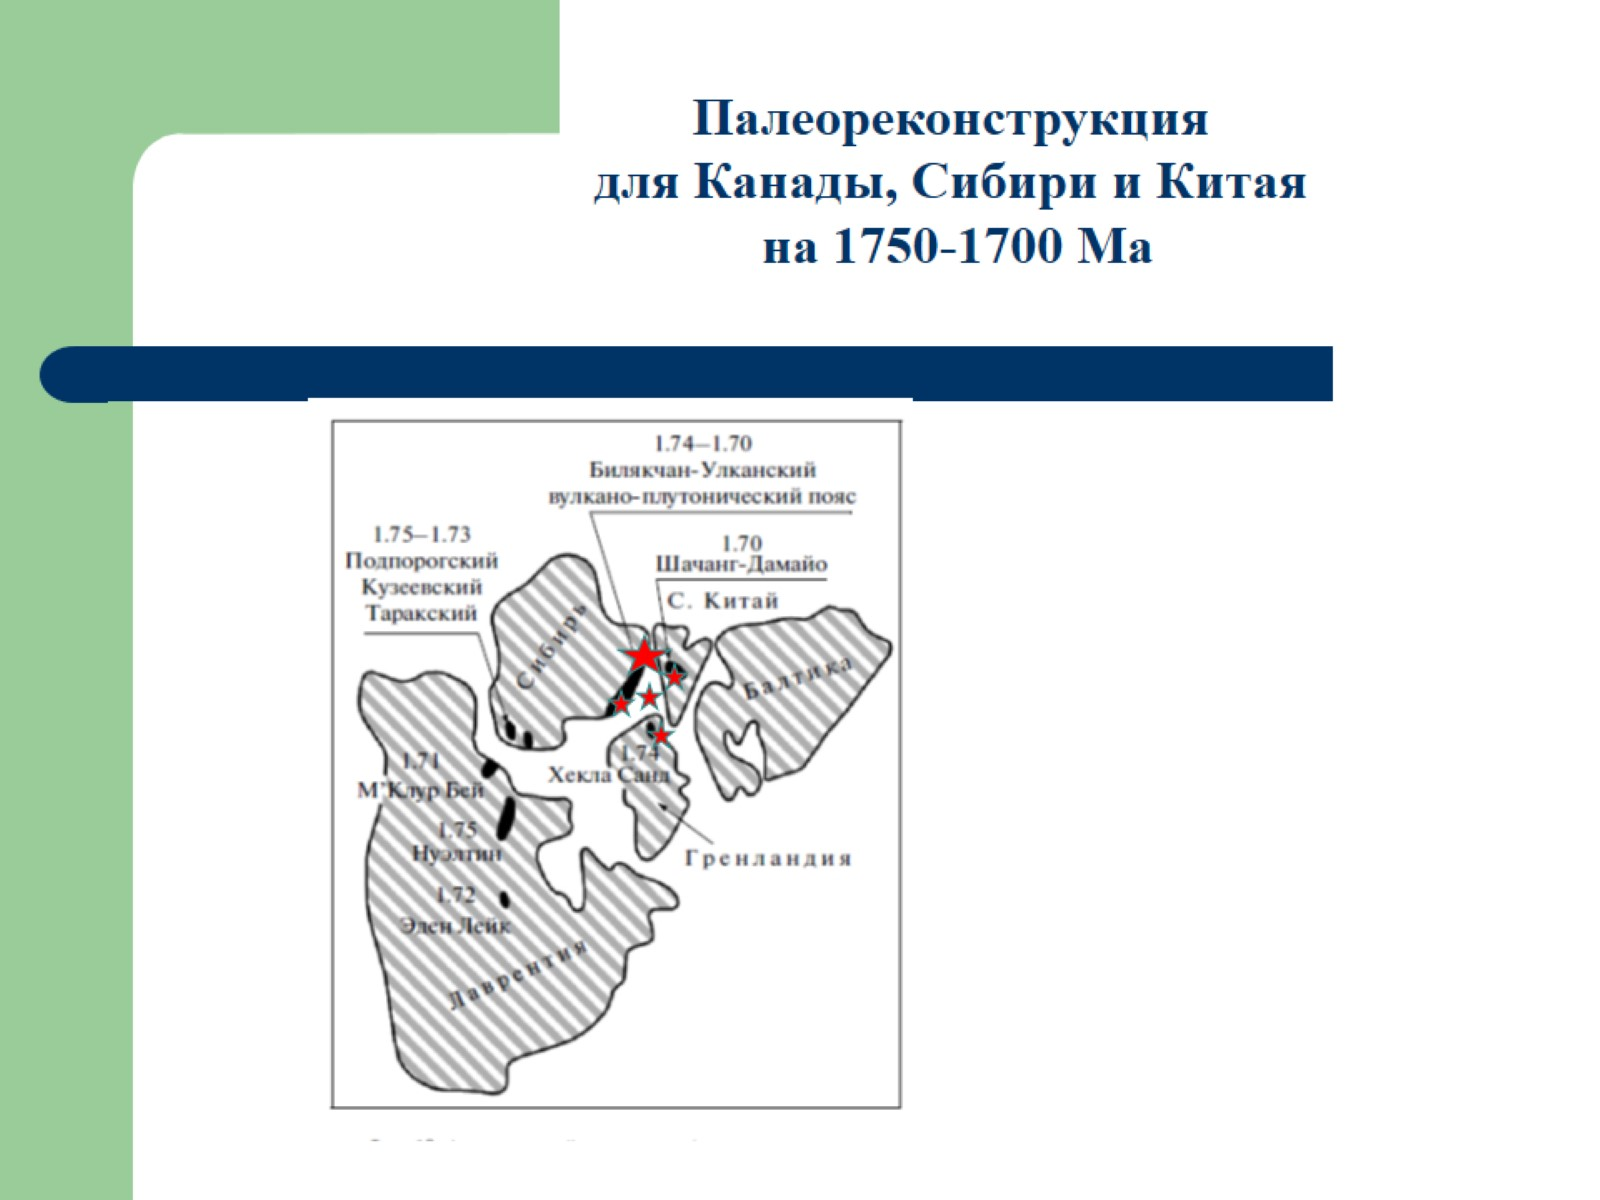 Палеореконструкция
для Канады, Сибири и Китая
на 1750-1700 Ма
1.74–1.70
Билякчан-Улканский
вулкано-плутонический пояс
1.75–1.73
Подпорогский
Кузеевский
Таракский
1.70
Шачанг-Дамайо
С. Китай
Сибирь
Балтика
1.71
М'Клур Бей
1.74
Хекла Санд
1.75
Нуэлтин
Гренландия
1.72
Эден Лейк
Лаврентия